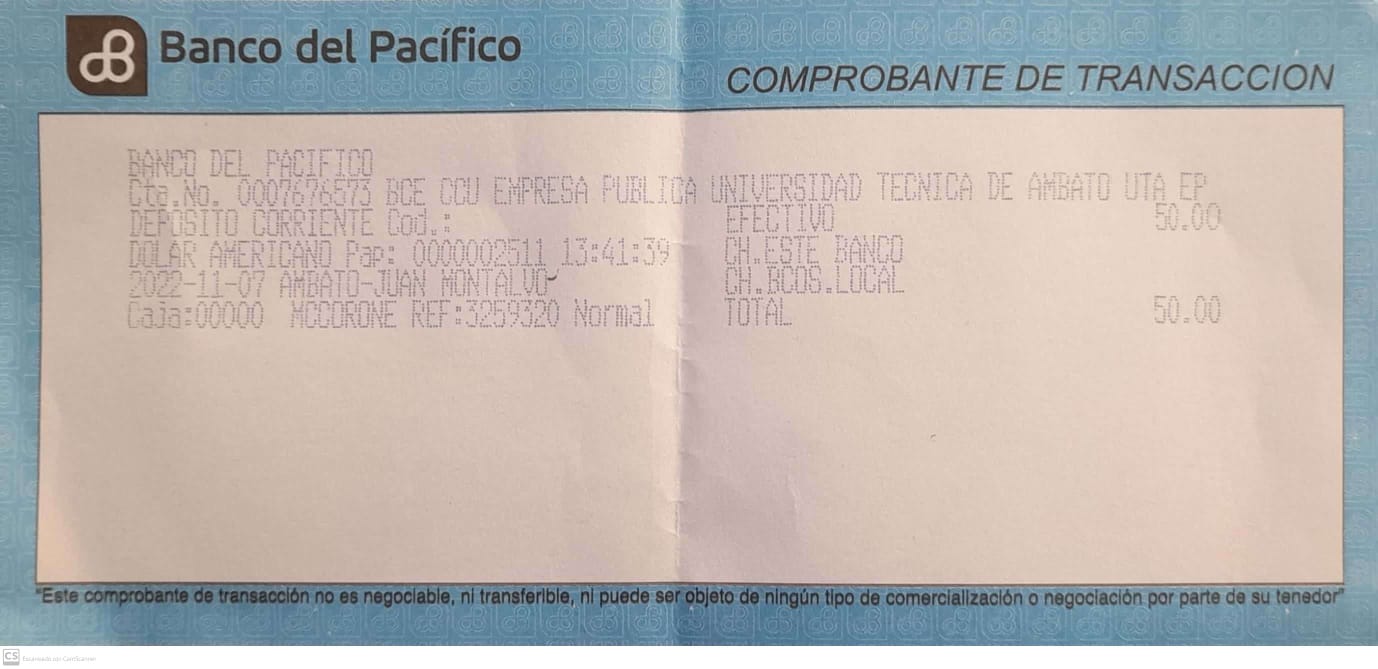 Banco del Pacífico
COMPROBANTE DE TRANSACCION
BANCO DEL PACIFICO
Cta.No. 0007676573 BCE CCU EMPRESA PUBLICA UNIVERSIDAD TECNICA DE AMBATO UTA EP
DEPOSITO CORRIENTE Cod.: EFECTIVO 50.00
DOLAR AMERICANO Pap: 0000002511 13:41:39 CH.ESTE BANCO
2022-11-07 AMBATO-JUAN MONTALVO CH.BCOS.LOCAL
Caja:00000 MCCORONE REF:3259320 Normal TOTAL 50.00
"Este comprobante de transacción no es negociable, ni transferible, ni puede ser objeto de ningún tipo de comercialización o negociación por parte de su tenedor"
CS Escaneado con CamScanner